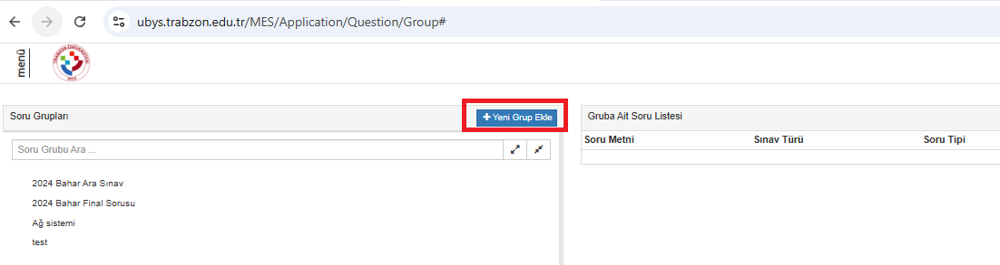 ubys.trabzon.edu.tr/MES/Application/Question/Group#
menü
Soru Grupları
+ Yeni Grup Ekle
Soru Grubu Ara ...
2024 Bahar Ara Sınav
2024 Bahar Final Sorusu
Ağ sistemi
test
Gruba Ait Soru Listesi
Soru Metni Sınav Türü Soru Tipi